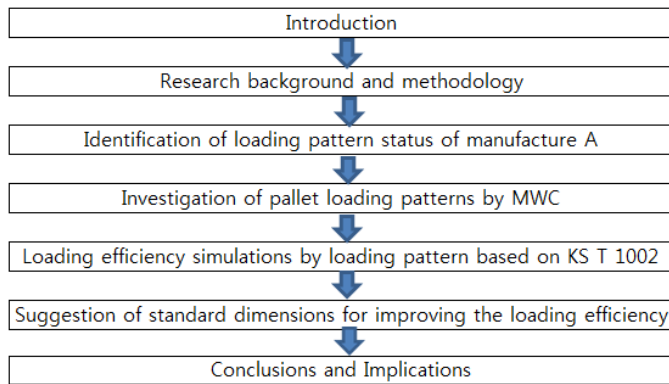 Introduction
Research background and methodology
Identification of loading pattern status of manufacture A
Investigation of pallet loading patterns by MWC
Loading efficiency simulations by loading pattern based on KS T 1002
Suggestion of standard dimensions for improving the loading efficiency
Conclusions and Implications